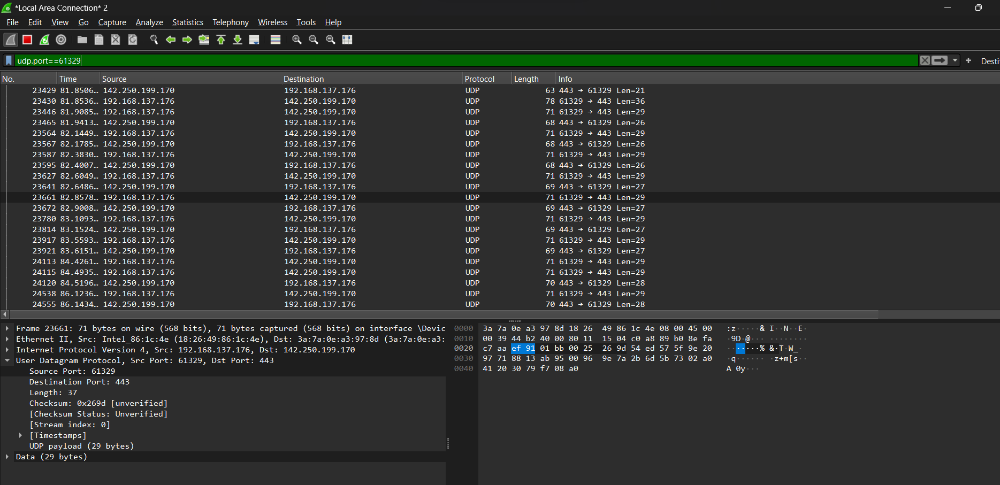 *Local Area Connection* 2
File Edit View Go Capture Analyze Statistics Telephony Wireless Tools Help
udp.port==61329
+ Desti
No. Time Source Destination Protocol Length Info
23429 81.8506… 142.250.199.170 192.168.137.176 UDP 63 443 → 61329 Len=21
23430 81.8536… 192.168.137.176 142.250.199.170 UDP 78 61329 → 443 Len=36
23446 81.9085… 192.168.137.176 142.250.199.170 UDP 71 61329 → 443 Len=29
23465 81.9413… 142.250.199.170 192.168.137.176 UDP 68 443 → 61329 Len=26
23564 82.1449… 192.168.137.176 142.250.199.170 UDP 71 61329 → 443 Len=29
23567 82.1785… 142.250.199.170 192.168.137.176 UDP 68 443 → 61329 Len=26
23587 82.3830… 192.168.137.176 142.250.199.170 UDP 71 61329 → 443 Len=29
23595 82.4007… 142.250.199.170 192.168.137.176 UDP 68 443 → 61329 Len=26
23627 82.6049… 192.168.137.176 142.250.199.170 UDP 71 61329 → 443 Len=29
23641 82.6486… 142.250.199.170 192.168.137.176 UDP 69 443 → 61329 Len=27
23661 82.8578… 192.168.137.176 142.250.199.170 UDP 71 61329 → 443 Len=29
23672 82.9008… 142.250.199.170 192.168.137.176 UDP 69 443 → 61329 Len=27
23780 83.1093… 192.168.137.176 142.250.199.170 UDP 71 61329 → 443 Len=29
23814 83.1524… 142.250.199.170 192.168.137.176 UDP 69 443 → 61329 Len=27
23917 83.5593… 192.168.137.176 142.250.199.170 UDP 71 61329 → 443 Len=29
23921 83.6151… 142.250.199.170 192.168.137.176 UDP 69 443 → 61329 Len=27
24113 84.4261… 192.168.137.176 142.250.199.170 UDP 71 61329 → 443 Len=29
24115 84.4935… 192.168.137.176 142.250.199.170 UDP 71 61329 → 443 Len=29
24120 84.5196… 142.250.199.170 192.168.137.176 UDP 70 443 → 61329 Len=28
24538 86.1236… 192.168.137.176 142.250.199.170 UDP 71 61329 → 443 Len=29
24555 86.1434… 142.250.199.170 192.168.137.176 UDP 70 443 → 61329 Len=28
Frame 23661: 71 bytes on wire (568 bits), 71 bytes captured (568 bits) on interface \Devic
Ethernet II, Src: Intel_86:1c:4e (18:26:49:86:1c:4e), Dst: 3a:7a:0e:a3:97:8d (3a:7a:0e:a3:
Internet Protocol Version 4, Src: 192.168.137.176, Dst: 142.250.199.170
User Datagram Protocol, Src Port: 61329, Dst Port: 443
Source Port: 61329
Destination Port: 443
Length: 37
Checksum: 0x269d [unverified]
[Checksum Status: Unverified]
[Stream index: 0]
[Timestamps]
UDP payload (29 bytes)
Data (29 bytes)
0000 3a 7a 0e a3 97 8d 18 26 49 86 1c 4e 08 00 45 00 :z·····& I··N··E·
0010 00 39 44 b2 40 00 80 11 15 04 c0 a8 89 b0 8e fa ·9D·@··· ········
0020 c7 aa ef 91 01 bb 00 25 26 9d 54 ed 57 5f 9e 20 ·······% &·T·W_·
0030 97 71 88 13 ab 95 00 96 9e 7a 2b 6d 5b 73 02 a0 ·q······ ·z+m[s··
0040 41 20 30 79 f7 08 a0 A 0y···